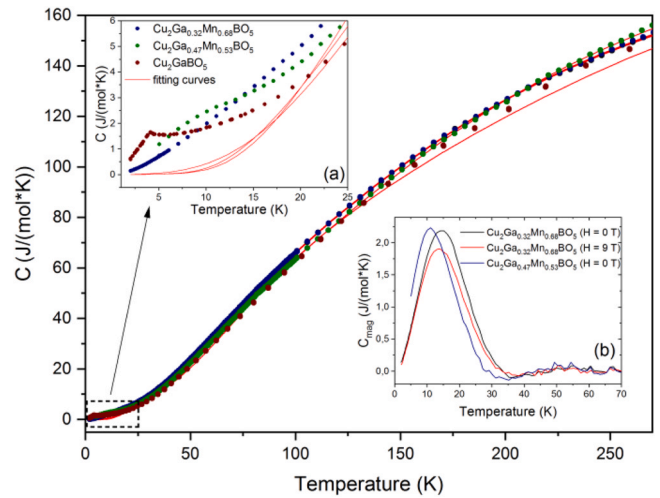 160
140
120
100
80
60
40
20
0
C (J/(mol*K)
0
50
100
150
200
250
Temperature (K)
6
5
4
3
2
1
0
C (J/(mol*K)
Cu₂Ga₀.₃₂Mn₀.₆₈BO₅
Cu₂Ga₀.₄₇Mn₀.₅₃BO₅
Cu₂GaBO₅
fitting curves
(a)
5
10
15
20
25
Temperature (K)
2,0
1,5
1,0
0,5
0,0
Cmag (J/(mol*K)
Cu₂Ga₀.₃₂Mn₀.₆₈BO₅ (H = 0 T)
Cu₂Ga₀.₃₂Mn₀.₆₈BO₅ (H = 9 T)
Cu₂Ga₀.₄₇Mn₀.₅₃BO₅ (H = 0 T)
(b)
0
10
20
30
40
50
60
70
Temperature (K)